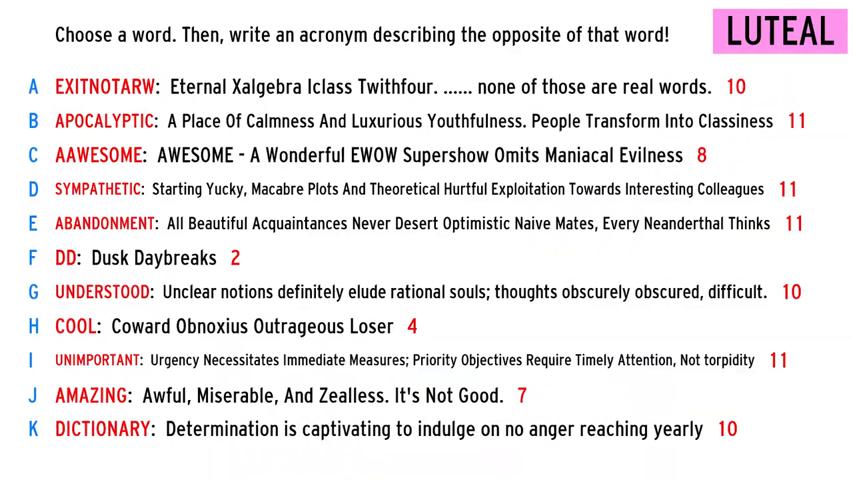 Choose a word. Then, write an acronym describing the opposite of that word!
LUTEAL
A EXITNOTARW: Eternal Xalgebra Iclass Twithfour. ...... none of those are real words. 10
B APOCALYPTIC: A Place Of Calmness And Luxurious Youthfulness. People Transform Into Classiness 11
C AAWESOME: AWESOME - A Wonderful EWOW Supershow Omits Maniacal Evilness 8
D SYMPATHETIC: Starting Yucky, Macabre Plots And Theoretical Hurtful Exploitation Towards Interesting Colleagues 11
E ABANDONMENT: All Beautiful Acquaintances Never Desert Optimistic Naive Mates, Every Neanderthal Thinks 11
F DD: Dusk Daybreaks 2
G UNDERSTOOD: Unclear notions definitely elude rational souls; thoughts obscurely obscured, difficult. 10
H COOL: Coward Obnoxius Outrageous Loser 4
I UNIMPORTANT: Urgency Necessitates Immediate Measures; Priority Objectives Require Timely Attention, Not torpidity 11
J AMAZING: Awful, Miserable, And Zealless. It's Not Good. 7
K DICTIONARY: Determination is captivating to indulge on no anger reaching yearly 10